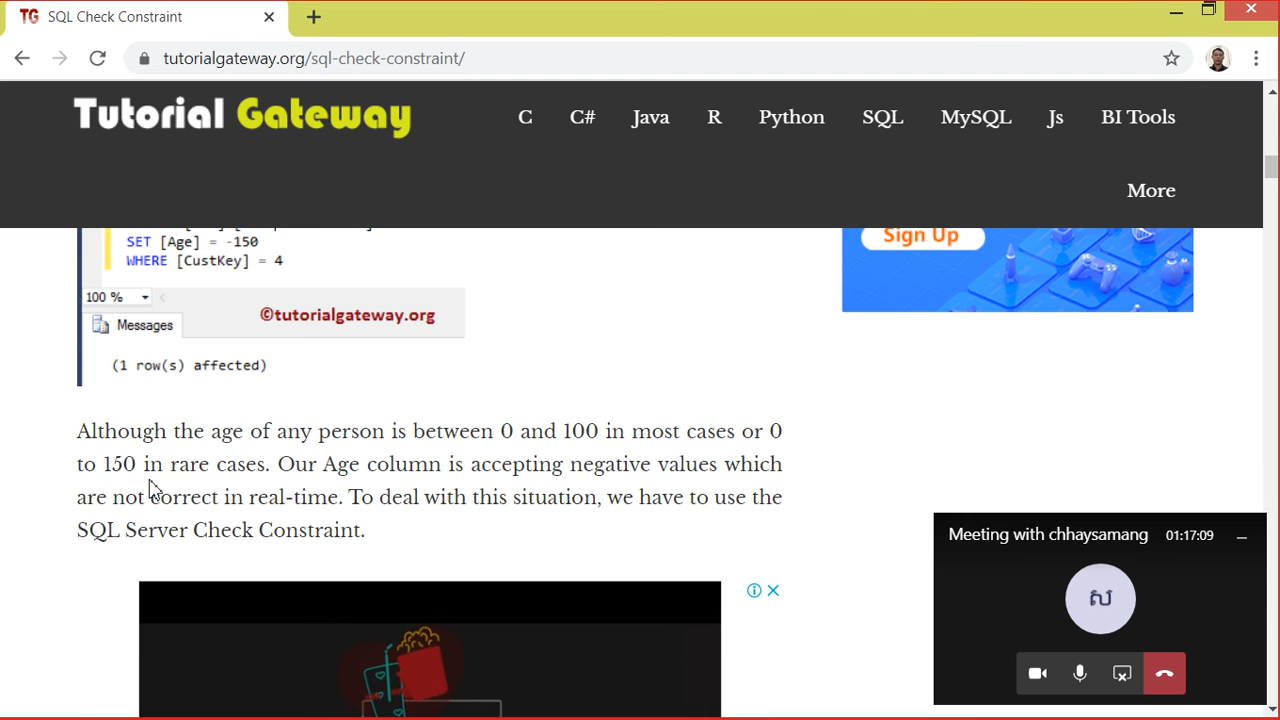 TG SQL Check Constraint
tutorialgateway.org/sql-check-constraint/
Tutorial Gateway
C C# Java R Python SQL MySQL Js BI Tools
More
SET [Age] = -150
WHERE [CustKey] = 4
100 %
©tutorialgateway.org
Messages
(1 row(s) affected)
Sign Up
Although the age of any person is between 0 and 100 in most cases or 0
to 150 in rare cases. Our Age column is accepting negative values which
are not correct in real-time. To deal with this situation, we have to use the
SQL Server Check Constraint.
Meeting with chhaysamang 01:17:09
ស